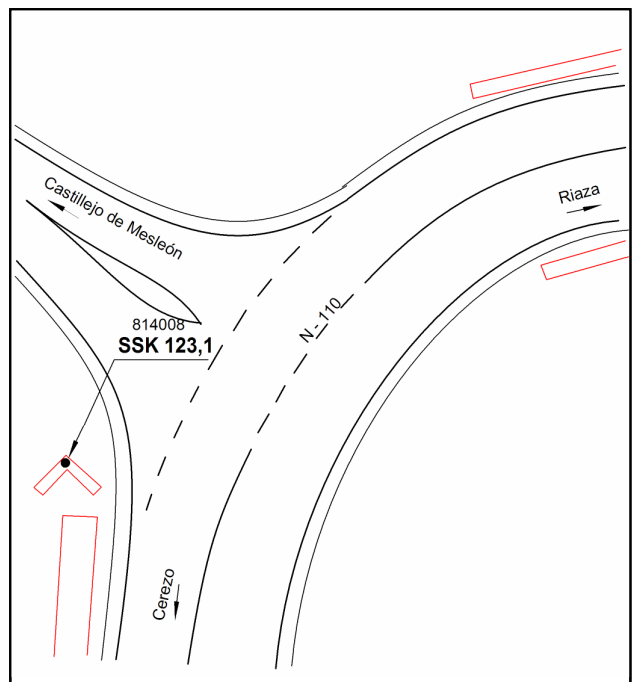 Castillejo de Mesleón
Riaza
N - 110
814008
SSK 123,1
Cerezo